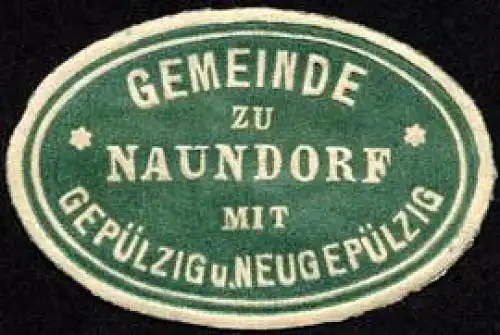 GEMEINDE
ZU
NAUNDORF
MIT
GEPÜLZIG u. NEUGEPÜLZIG